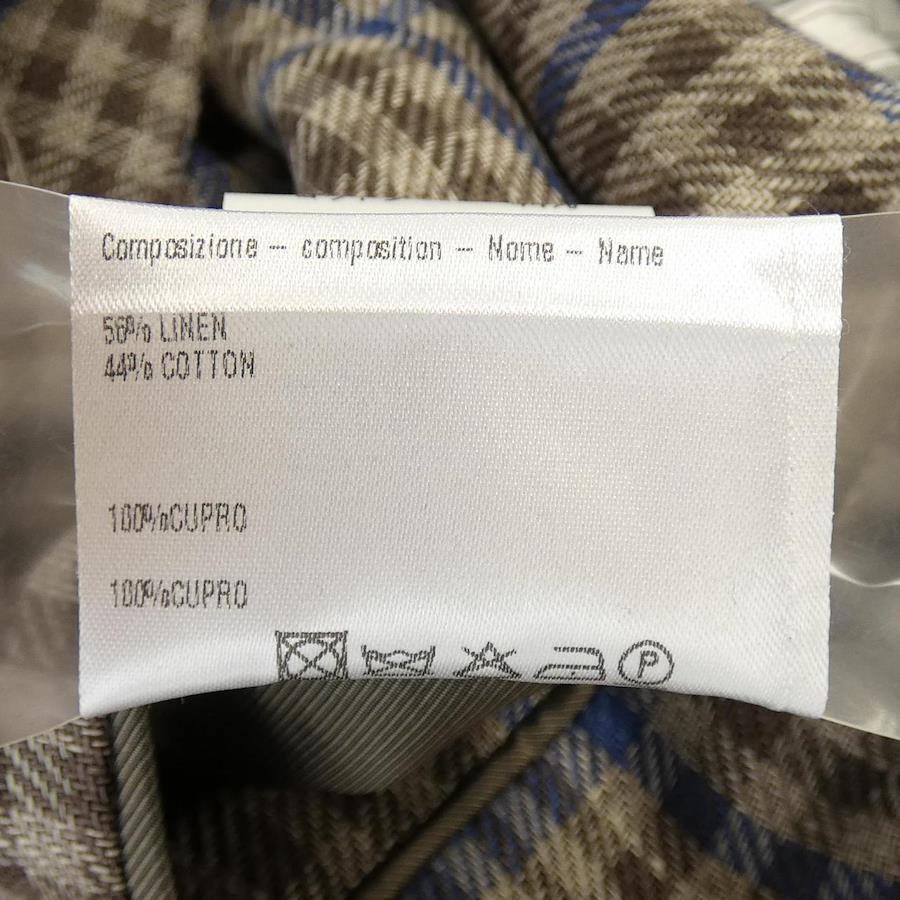 Composizione - composition - Nome - Name
56% LINEN
44% COTTON
100%CUPRO
100%CUPRO
P